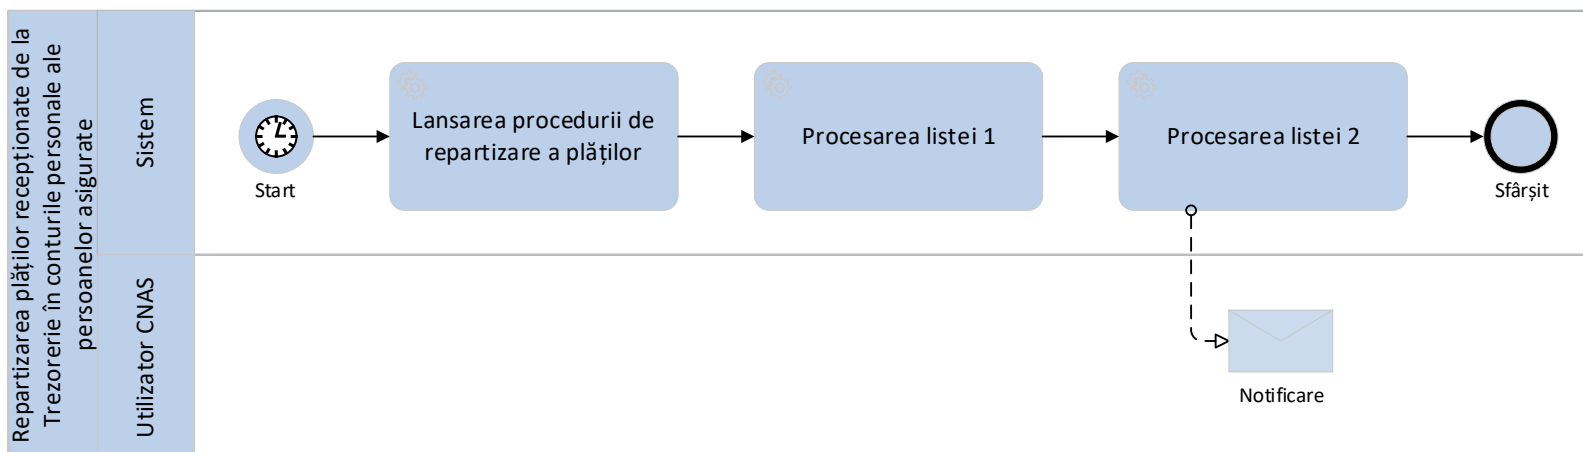 Repartizarea plăților recepționate de la
Trezorerie în conturile personale ale
persoanelor asigurate
Sistem
Start
Lansarea procedurii de
repartizare a plăților
Procesarea listei 1
Procesarea listei 2
Sfârșit
Utilizator CNAS
Notificare